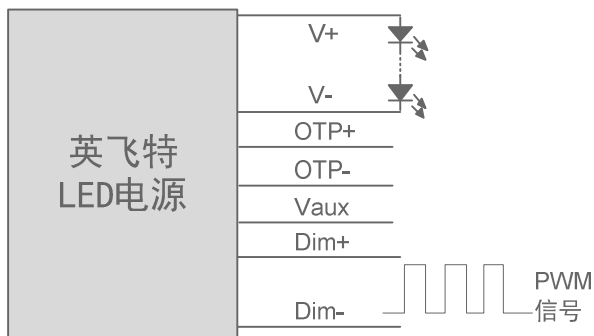 V+
V-
英飞特
LED电源
OTP+
OTP-
Vaux
Dim+
Dim-
PWM
信号